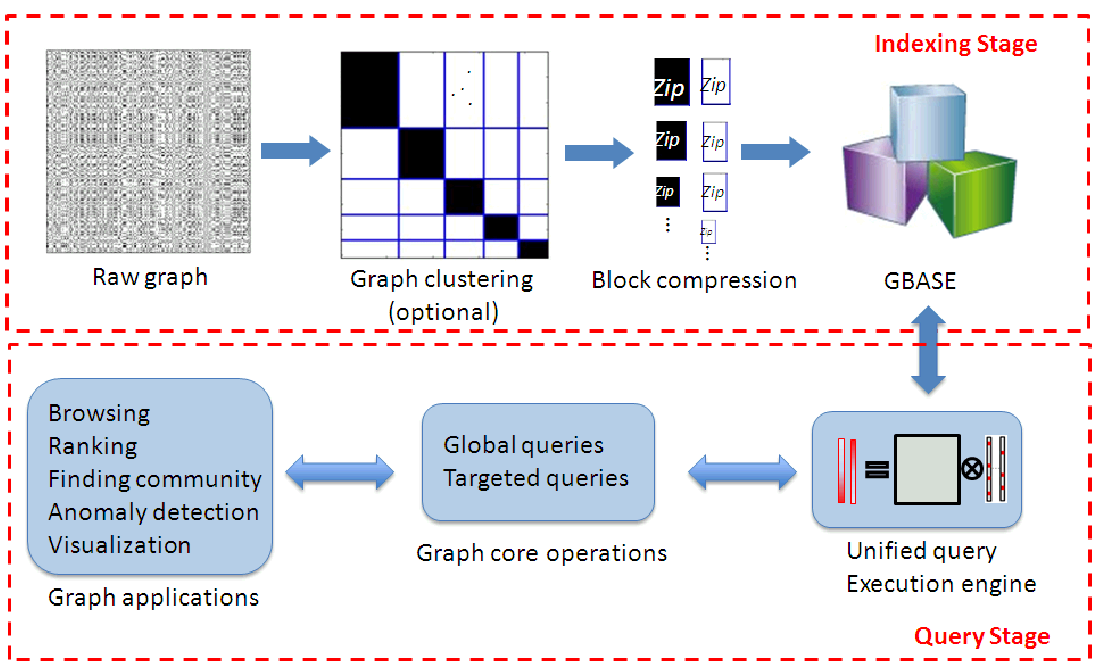 Indexing Stage
Zip
Zip
Zip
Zip
Zip
Zip
Zip
Raw graph
Graph clustering
(optional)
Block compression
GBASE
Browsing
Ranking
Finding community
Anomaly detection
Visualization
Graph applications
Global queries
Targeted queries
Graph core operations
Unified query
Execution engine
Query Stage